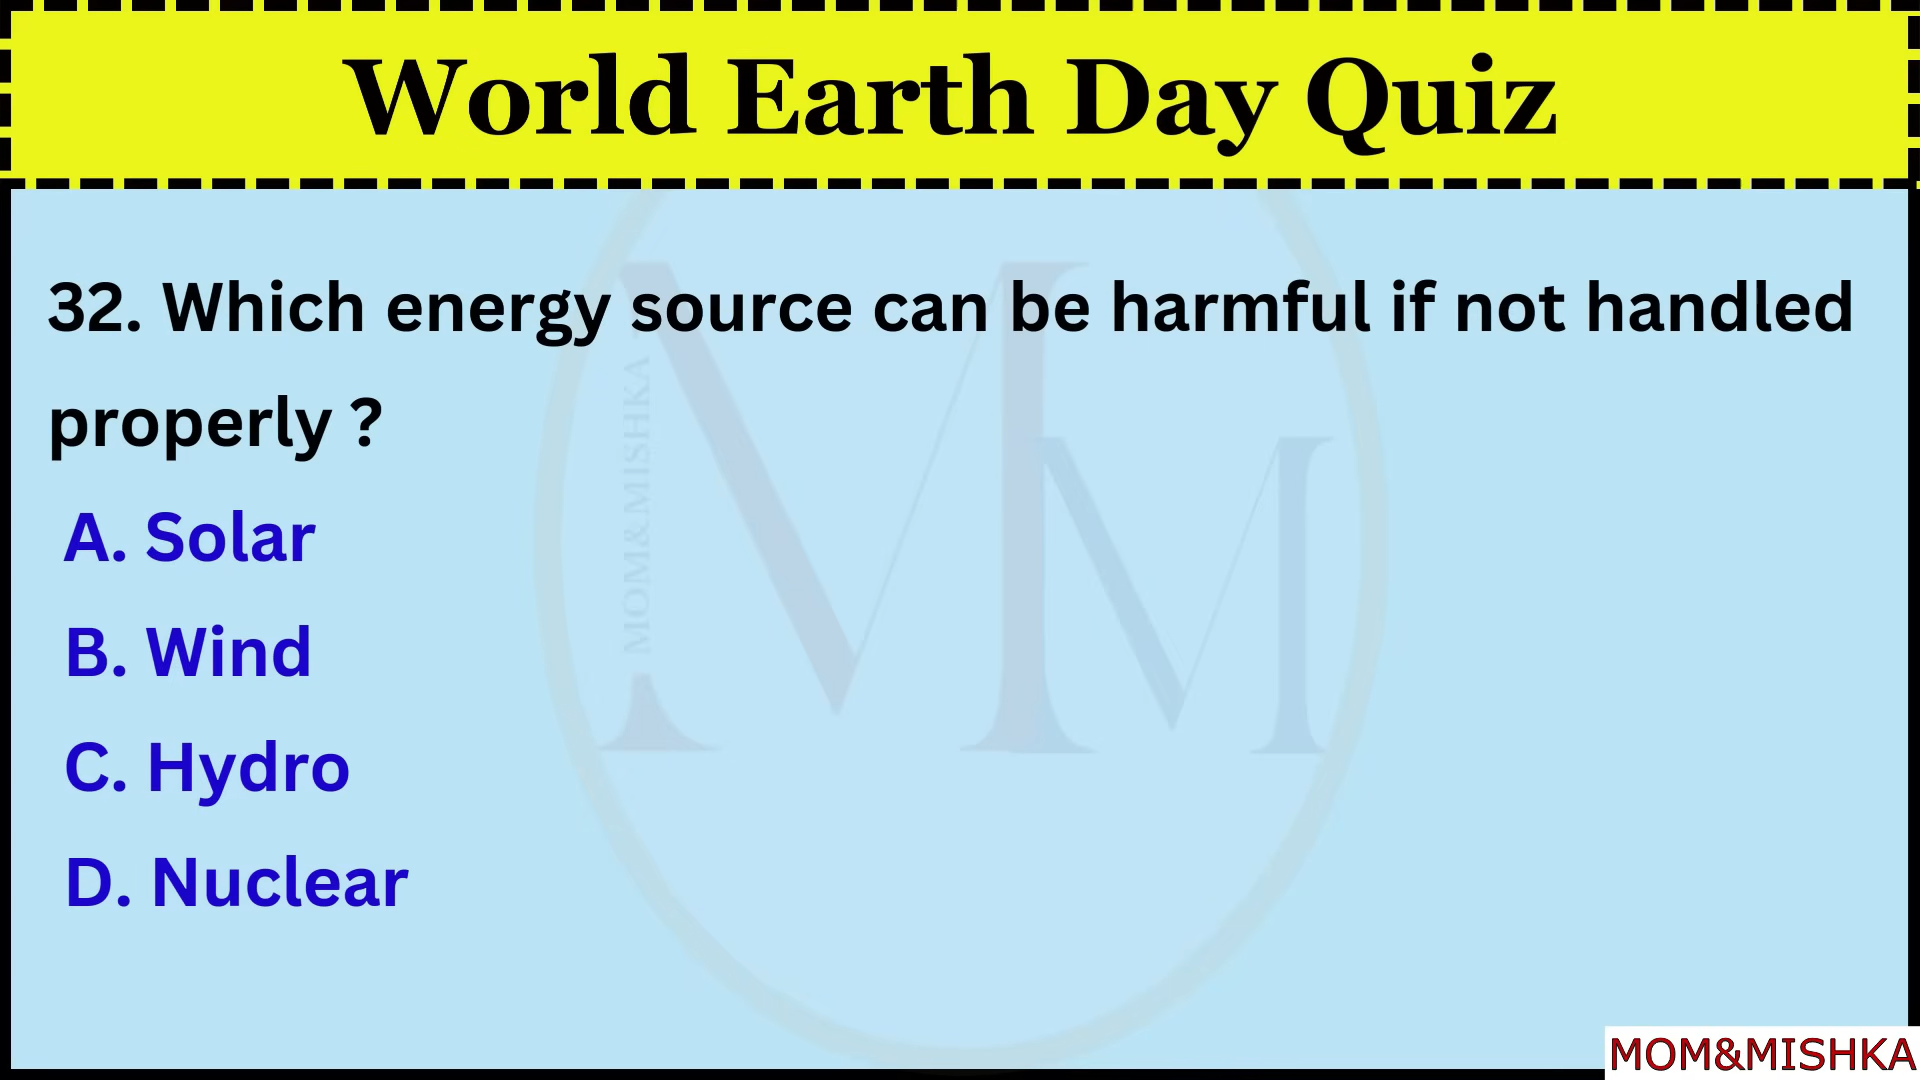 World Earth Day Quiz
32. Which energy source can be harmful if not handled
properly ?
A. Solar
B. Wind
C. Hydro
D. Nuclear
MOM&MISHKA
MM
MOM&MISHKA